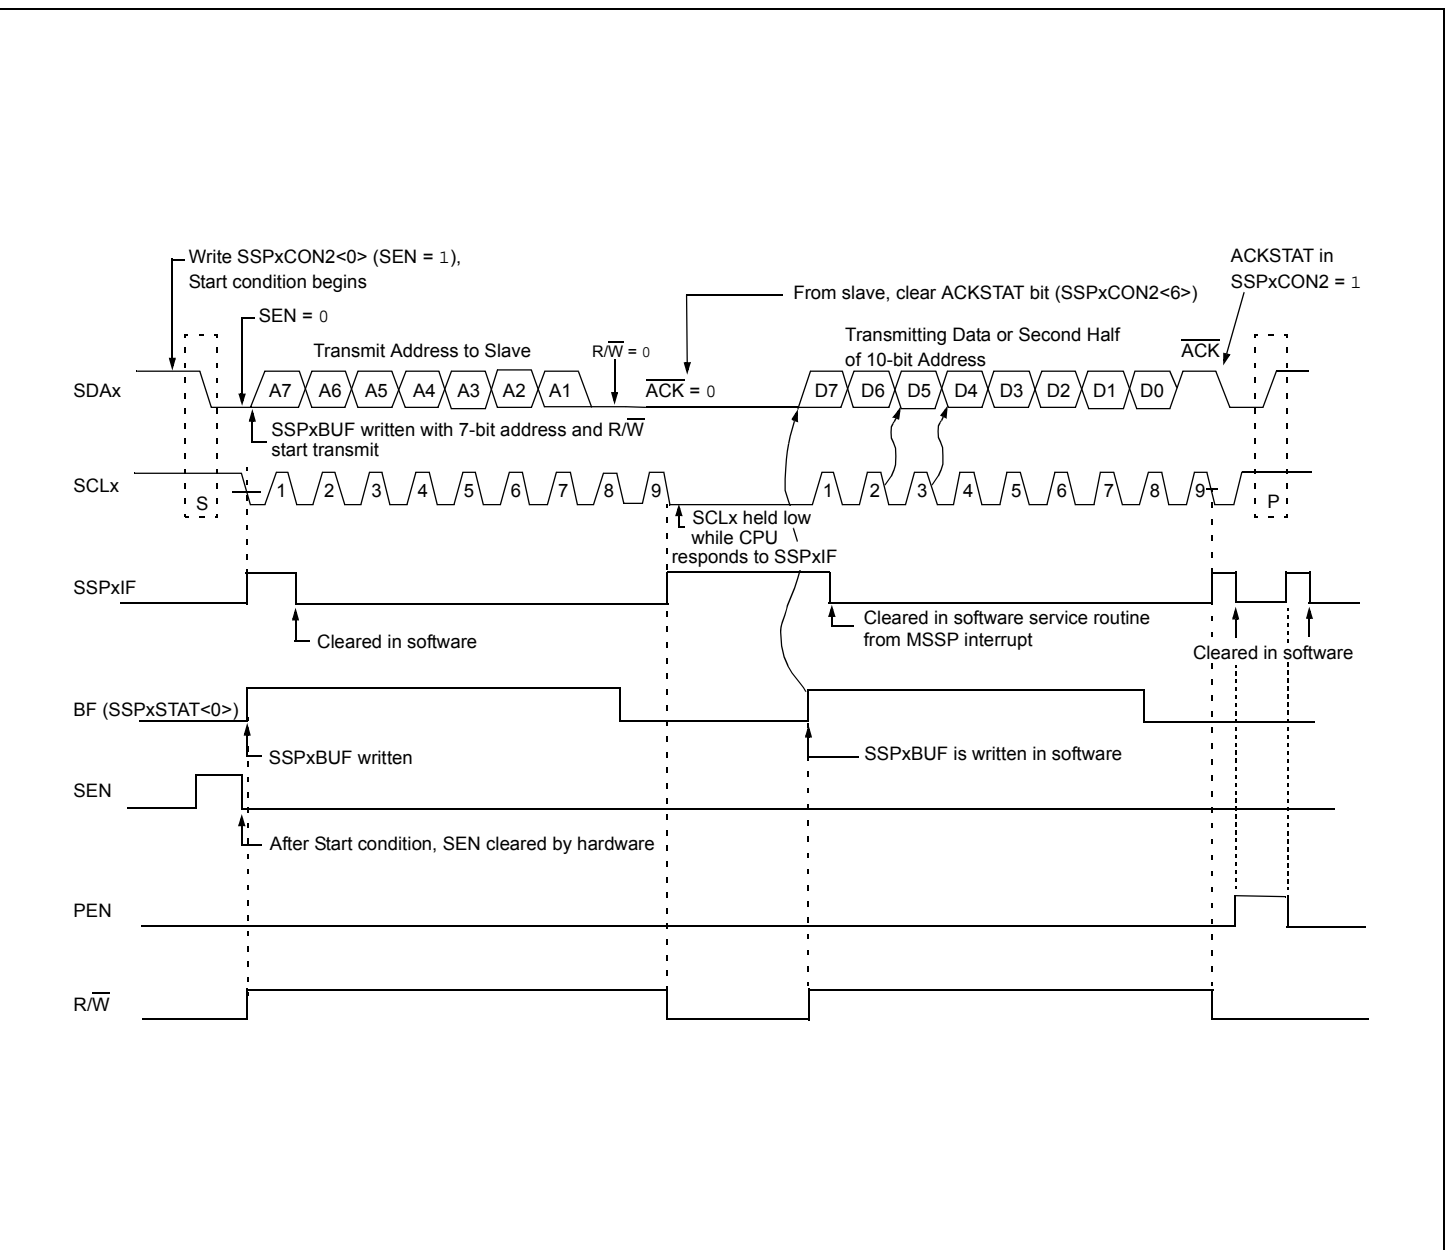 Write SSPxCON2<0> (SEN = 1),
Start condition begins
ACKSTAT in
SSPxCON2 = 1
From slave, clear ACKSTAT bit (SSPxCON2<6>)
SEN = 0
Transmit Address to Slave
R/W̅ = 0
Transmitting Data or Second Half
of 10-bit Address
A̅C̅K̅
SDAx
A7 A6 A5 A4 A3 A2 A1
A̅C̅K̅ = 0
D7 D6 D5 D4 D3 D2 D1 D0
SSPxBUF written with 7-bit address and R/W̅
start transmit
SCLx
S
1 2 3 4 5 6 7 8 9
1 2 3 4 5 6 7 8 9
P
SCLx held low
while CPU
responds to SSPxIF
SSPxIF
Cleared in software
Cleared in software service routine
from MSSP interrupt
Cleared in software
BF (SSPxSTAT<0>)
SSPxBUF written
SSPxBUF is written in software
SEN
After Start condition, SEN cleared by hardware
PEN
R/W̅